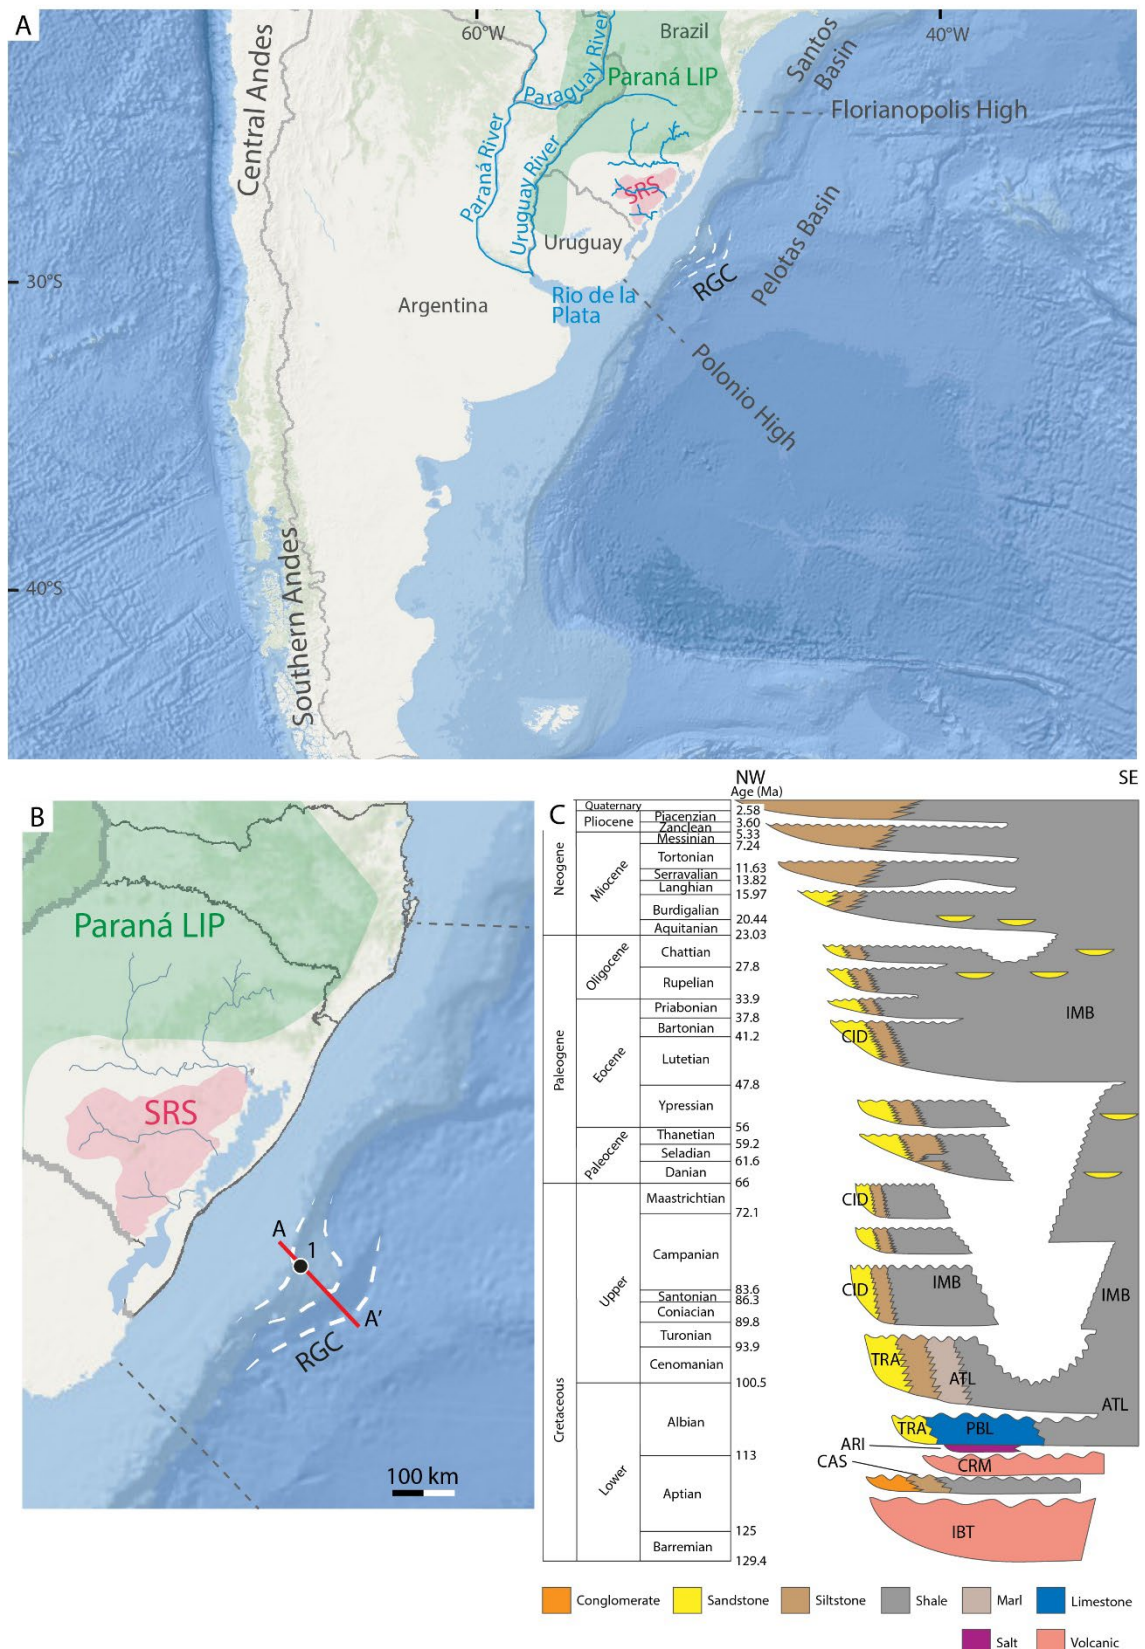 A
60°W
Brazil
40°W
Santos
Basin
Central Andes
Paraná LIP
Paraguay River
Florianopolis High
Paraná River
Uruguay River
SRS
Uruguay
Pelotas Basin
RGC
30°S
Argentina
Rio de la
Plata
Polonio High
Southern Andes
40°S
B
Paraná LIP
SRS
A
1
A'
RGC
100 km
C
NW
SE
Age (Ma)
Quaternary
2.58
Pliocene
Piacenzian
3.60
Zanclean
5.33
Neogene
Miocene
Messinian
7.24
Tortonian
11.63
Serravalian
13.82
Langhian
15.97
Burdigalian
20.44
Aquitanian
23.03
Paleogene
Oligocene
Chattian
27.8
Rupelian
33.9
Eocene
Priabonian
37.8
Bartonian
41.2
Lutetian
47.8
Ypressian
56
Paleocene
Thanetian
59.2
Seladian
61.6
Danian
66
Cretaceous
Upper
Maastrichtian
72.1
Campanian
83.6
Santonian
86.3
Coniacian
89.8
Turonian
93.9
Cenomanian
100.5
Lower
Albian
113
Aptian
125
Barremian
129.4
IMB
CID
CID
CID
IMB
IMB
TRA
ATL
ATL
TRA
PBL
ARI
CAS
CRM
IBT
Conglomerate
Sandstone
Siltstone
Shale
Marl
Limestone
Salt
Volcanic